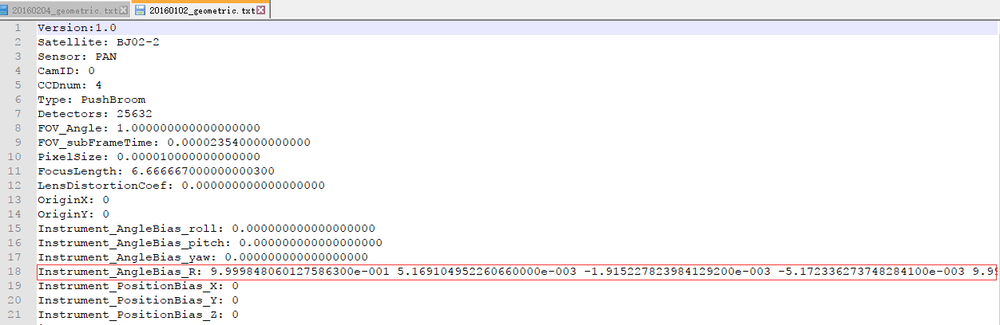 20160204_geometric.txt 20160102_geometric.txt
1 Version:1.0
2 Satellite: BJ02-2
3 Sensor: PAN
4 CamID: 0
5 CCDnum: 4
6 Type: PushBroom
7 Detectors: 25632
8 FOV_Angle: 1.000000000000000000
9 FOV_subFrameTime: 0.000023540000000000
10 PixelSize: 0.000010000000000000
11 FocusLength: 6.666667000000000300
12 LensDistortionCoef: 0.000000000000000000
13 OriginX: 0
14 OriginY: 0
15 Instrument_AngleBias_roll: 0.000000000000000000
16 Instrument_AngleBias_pitch: 0.000000000000000000
17 Instrument_AngleBias_yaw: 0.000000000000000000
18 Instrument_AngleBias_R: 9.999848060127586300e-001 5.169104952260660000e-003 -1.915227823984129200e-003 -5.172336273748284100e-003 9.99
19 Instrument_PositionBias_X: 0
20 Instrument_PositionBias_Y: 0
21 Instrument_PositionBias_Z: 0